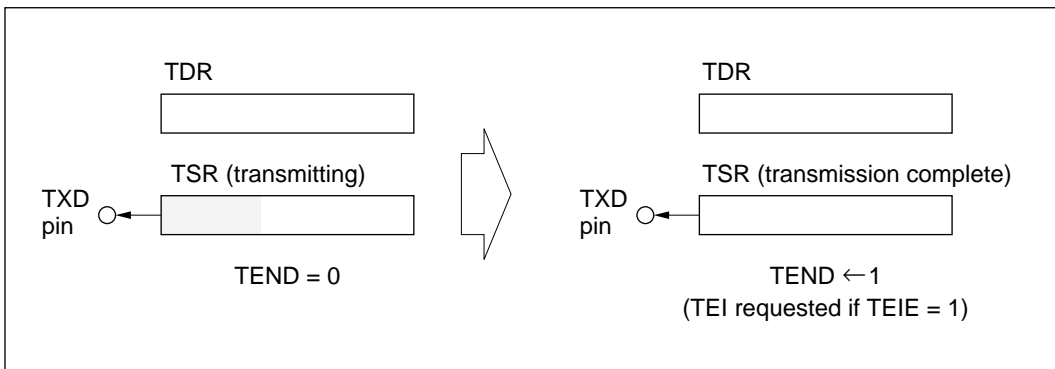 TDR
TSR (transmitting)
TXD
pin
TEND = 0
TDR
TSR (transmission complete)
TXD
pin
TEND ← 1
(TEI requested if TEIE = 1)